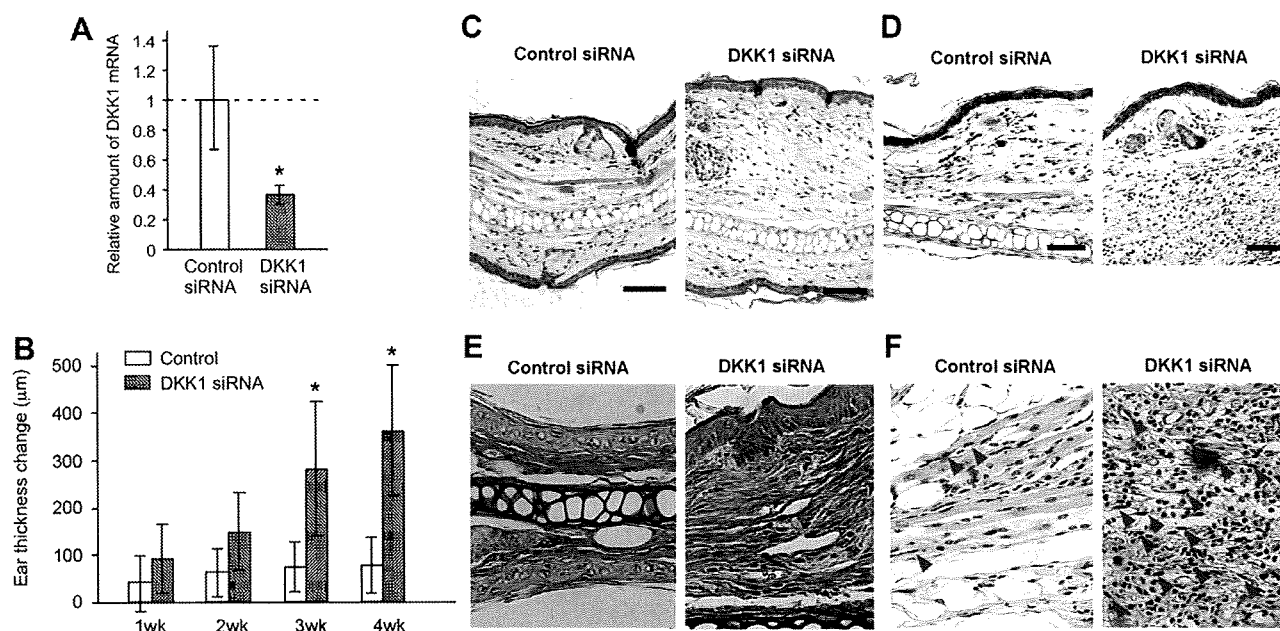 A
Relative amount of DKK1 mRNA
1.4
1.2
1
0.8
0.6
0.4
0.2
0
*
Control siRNA
DKK1 siRNA
B
Ear thickness change (µm)
500
400
300
200
100
0
Control
DKK1 siRNA
*
*
1wk
2wk
3wk
4wk
C
Control siRNA
DKK1 siRNA
D
Control siRNA
DKK1 siRNA
E
Control siRNA
DKK1 siRNA
F
Control siRNA
DKK1 siRNA